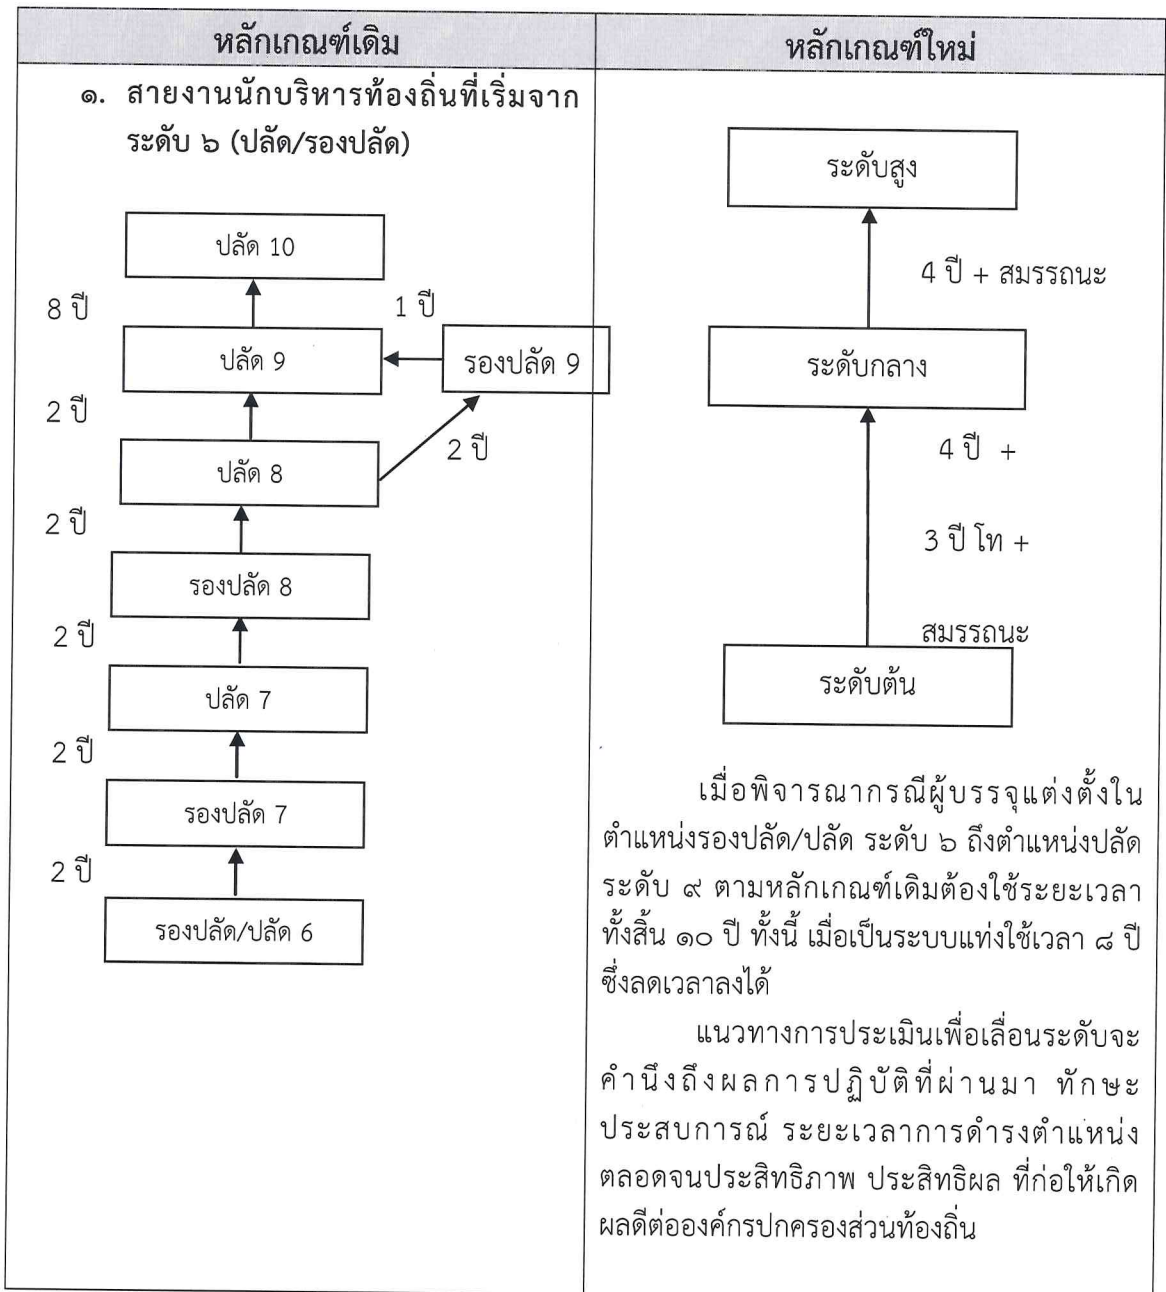 หลักเกณฑ์เดิม
หลักเกณฑ์ใหม่
๑. สายงานนักบริหารท้องถิ่นที่เริ่มจาก
ระดับ ๖ (ปลัด/รองปลัด)
ปลัด 10
8 ปี
1 ปี
ปลัด 9
รองปลัด 9
2 ปี
2 ปี
ปลัด 8
2 ปี
รองปลัด 8
2 ปี
ปลัด 7
2 ปี
รองปลัด 7
2 ปี
รองปลัด/ปลัด 6
ระดับสูง
4 ปี + สมรรถนะ
ระดับกลาง
4 ปี +
3 ปี โท +
สมรรถนะ
ระดับต้น
เมื่อพิจารณากรณีผู้บรรจุแต่งตั้งใน
ตำแหน่งรองปลัด/ปลัด ระดับ ๖ ถึงตำแหน่งปลัด
ระดับ ๙ ตามหลักเกณฑ์เดิมต้องใช้ระยะเวลา
ทั้งสิ้น ๑๐ ปี ทั้งนี้ เมื่อเป็นระบบแท่งใช้เวลา ๘ ปี
ซึ่งลดเวลาลงได้
แนวทางการประเมินเพื่อเลื่อนระดับจะ
คำนึงถึงผลการปฏิบัติที่ผ่านมา ทักษะ
ประสบการณ์ ระยะเวลาการดำรงตำแหน่ง
ตลอดจนประสิทธิภาพ ประสิทธิผล ที่ก่อให้เกิด
ผลดีต่อองค์กรปกครองส่วนท้องถิ่น